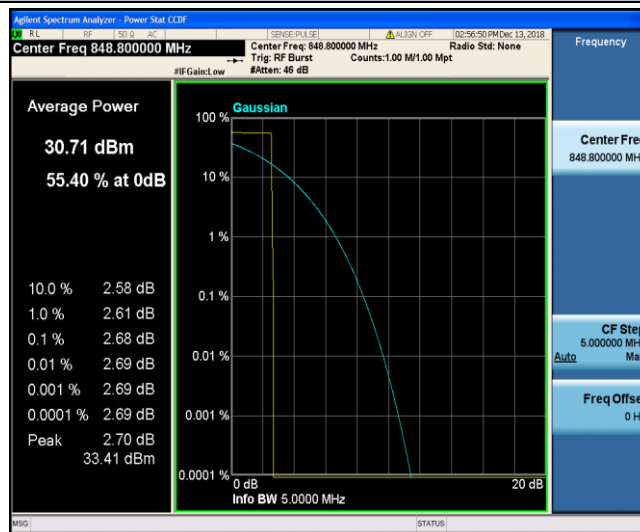 Agilent Spectrum Analyzer - Power Stat CCDF
RL RF 50 Ω AC SENSE:PULSE ALIGN OFF 02:56:50 PM Dec 13, 2018
Center Freq 848.800000 MHz
Center Freq: 848.800000 MHz Radio Std: None
Trig: RF Burst Counts:1.00 M/1.00 Mpt
#IFGain:Low #Atten: 46 dB
Frequency
Average Power
30.71 dBm
55.40 % at 0dB
10.0 % 2.58 dB
1.0 % 2.61 dB
0.1 % 2.68 dB
0.01 % 2.69 dB
0.001 % 2.69 dB
0.0001 % 2.69 dB
Peak 2.70 dB
33.41 dBm
Gaussian
100 %
10 %
1 %
0.1 %
0.01 %
0.001 %
0.0001 %
0 dB 20 dB
Info BW 5.0000 MHz
Center Fre
848.800000 MH
CF Step
5.000000 MH
Auto Ma
Freq Offse
0 H
MSG STATUS